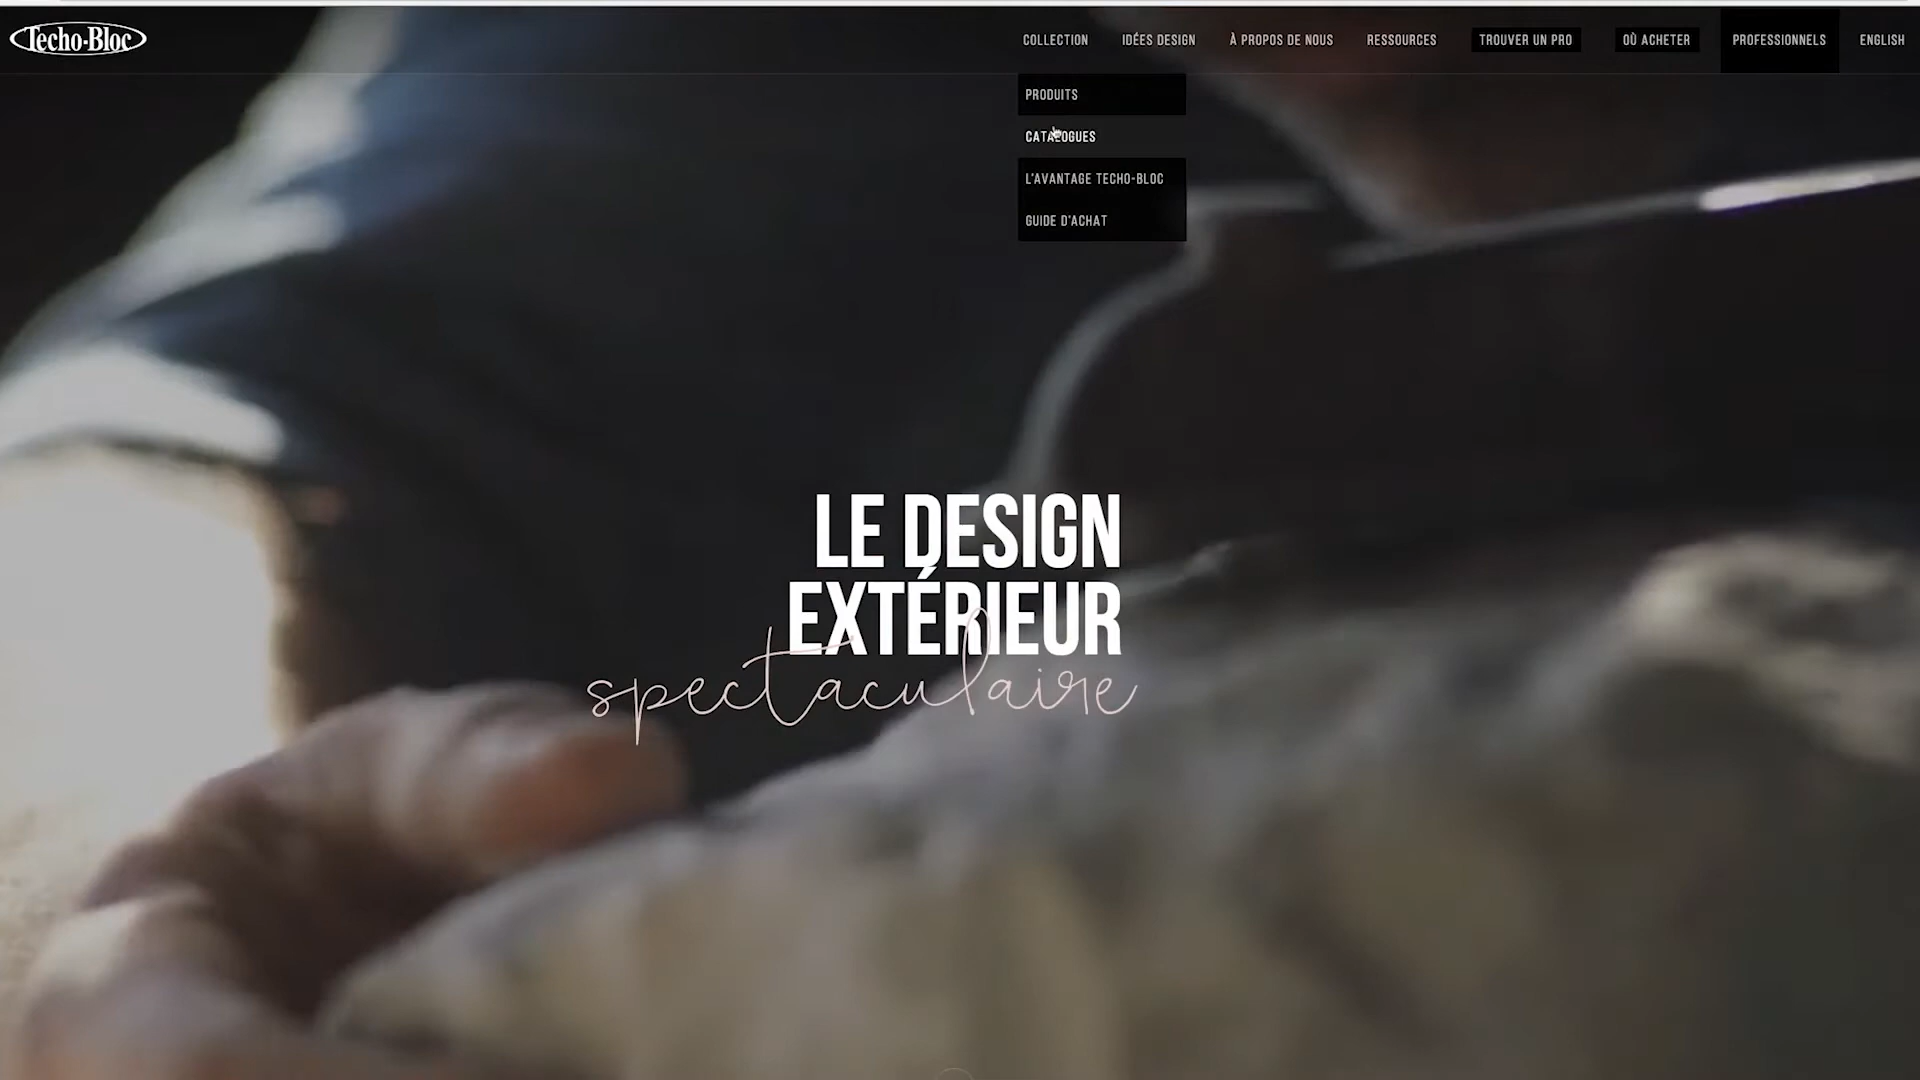 Techo-Bloc
COLLECTION
IDÉES DESIGN
À PROPOS DE NOUS
RESSOURCES
TROUVER UN PRO
OÙ ACHETER
PROFESSIONNELS
ENGLISH
PRODUITS
CATALOGUES
L'AVANTAGE TECHO-BLOC
GUIDE D'ACHAT
LE DESIGN
EXTÉRIEUR
spectaculaire